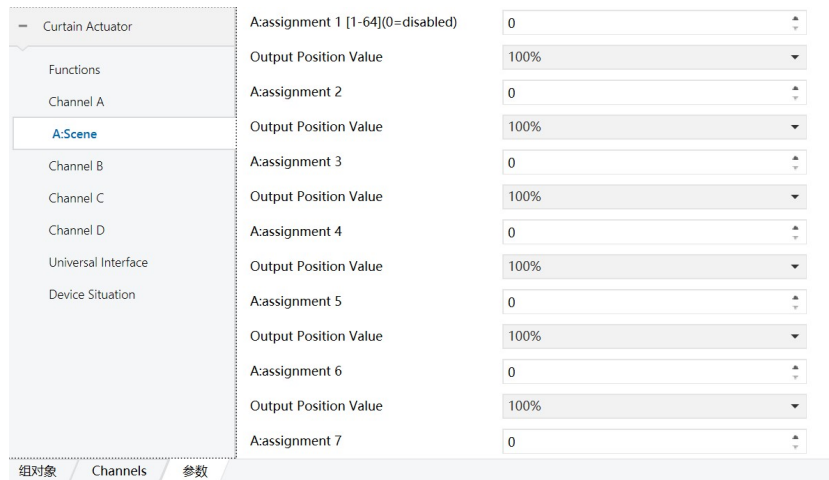 Curtain Actuator
Functions
Channel A
A:Scene
Channel B
Channel C
Channel D
Universal Interface
Device Situation
A:assignment 1 [1-64](0=disabled) 0
Output Position Value 100%
A:assignment 2 0
Output Position Value 100%
A:assignment 3 0
Output Position Value 100%
A:assignment 4 0
Output Position Value 100%
A:assignment 5 0
Output Position Value 100%
A:assignment 6 0
Output Position Value 100%
A:assignment 7 0
组对象 Channels 参数